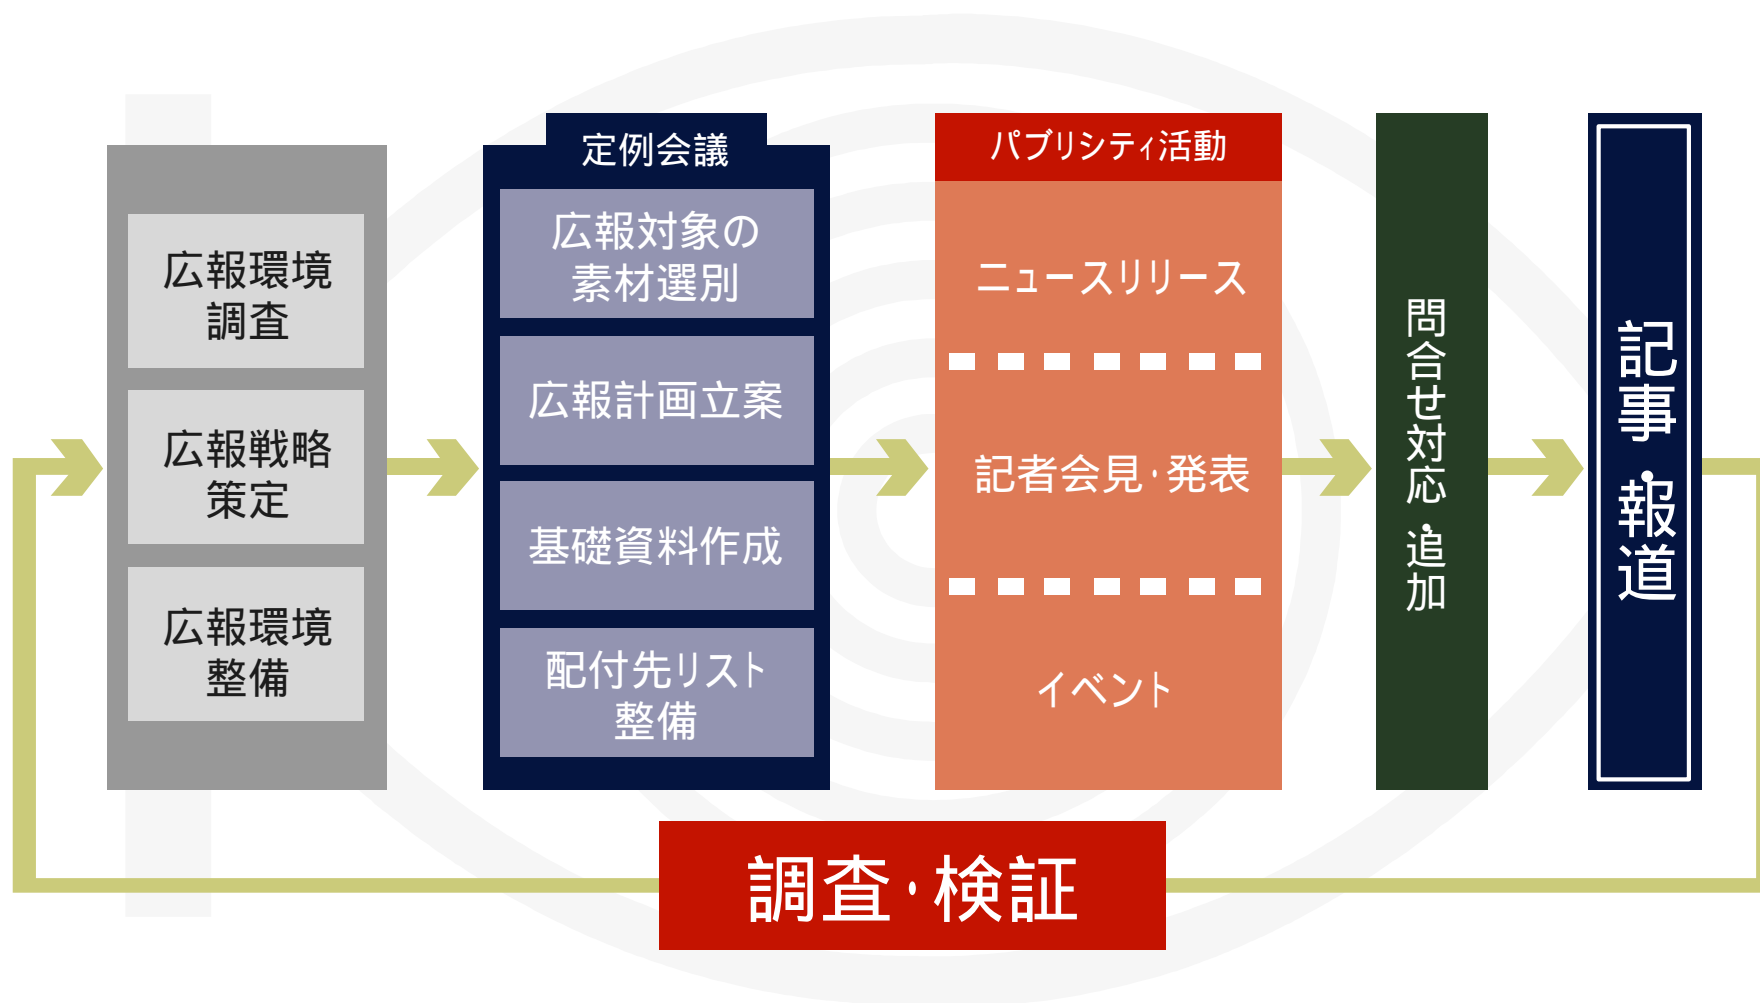 広報環境
調査
広報戦略
策定
広報環境
整備
定例会議
広報対象の
素材選別
広報計画立案
基礎資料作成
配付先リスト
整備
パブリシティ活動
ニュースリリース
記者会見・発表
イベント
問合せ対応・追加
記事・報道
調査・検証